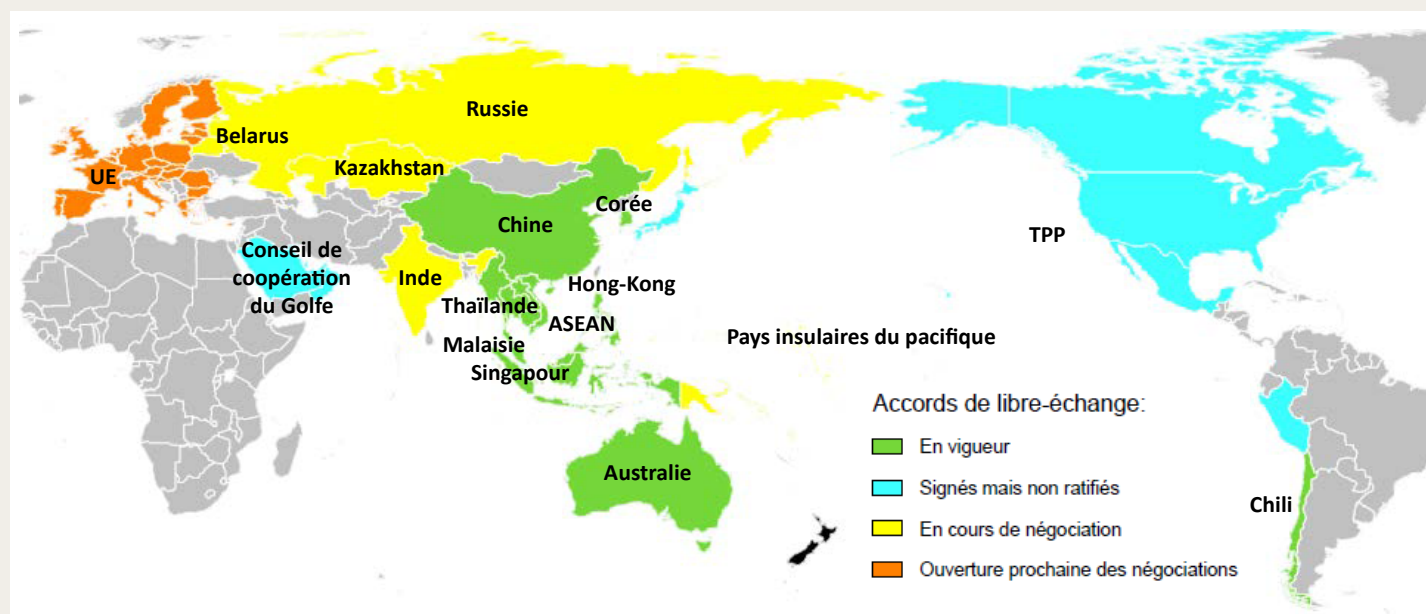 Russie
Belarus
Kazakhstan
UE
Corée
Chine
TPP
Conseil de
coopération
du Golfe
Inde
Hong-Kong
Thaïlande
ASEAN
Pays insulaires du pacifique
Malaisie
Singapour
Australie
Chili
Accords de libre-échange:
En vigueur
Signés mais non ratifiés
En cours de négociation
Ouverture prochaine des négociations